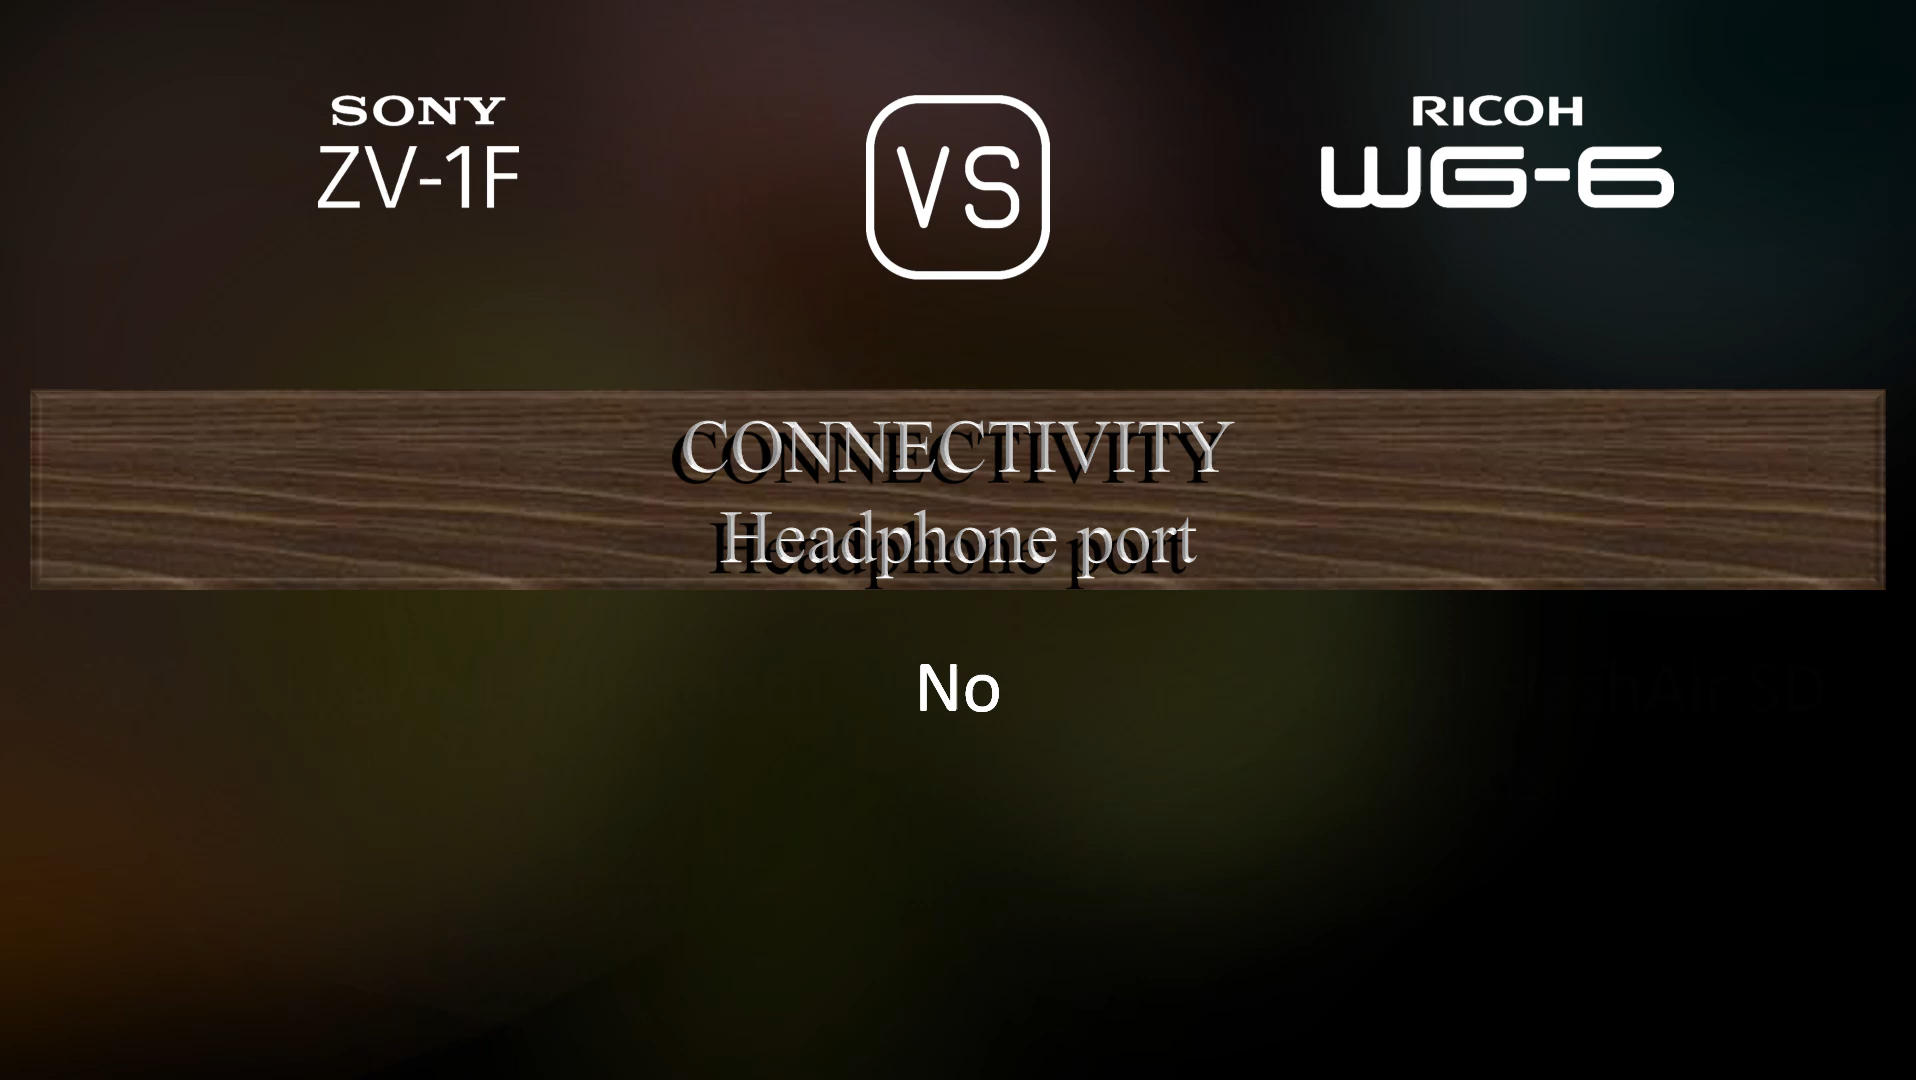 SONY
ZV-1F
VS
RICOH
WG-6
CONNECTIVITY
Headphone port
No